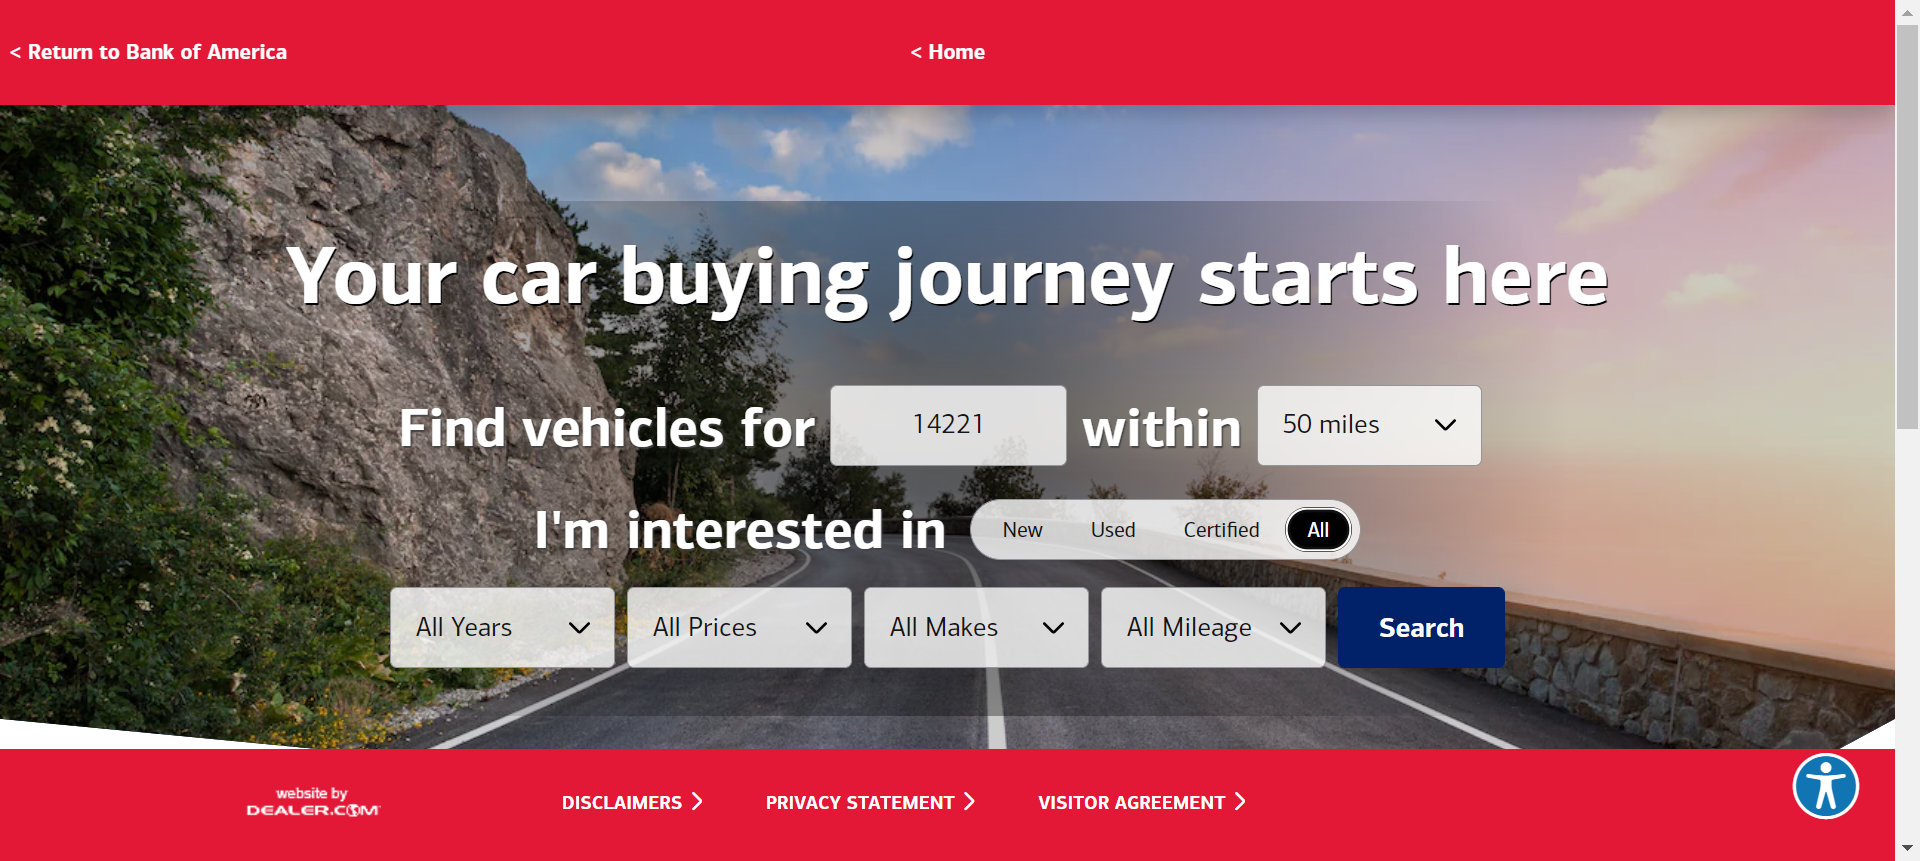 < Return to Bank of America
< Home
Your car buying journey starts here
Find vehicles for 14221 within 50 miles
I'm interested in New Used Certified All
All Years All Prices All Makes All Mileage Search
website by
DEALER.COM
DISCLAIMERS PRIVACY STATEMENT VISITOR AGREEMENT